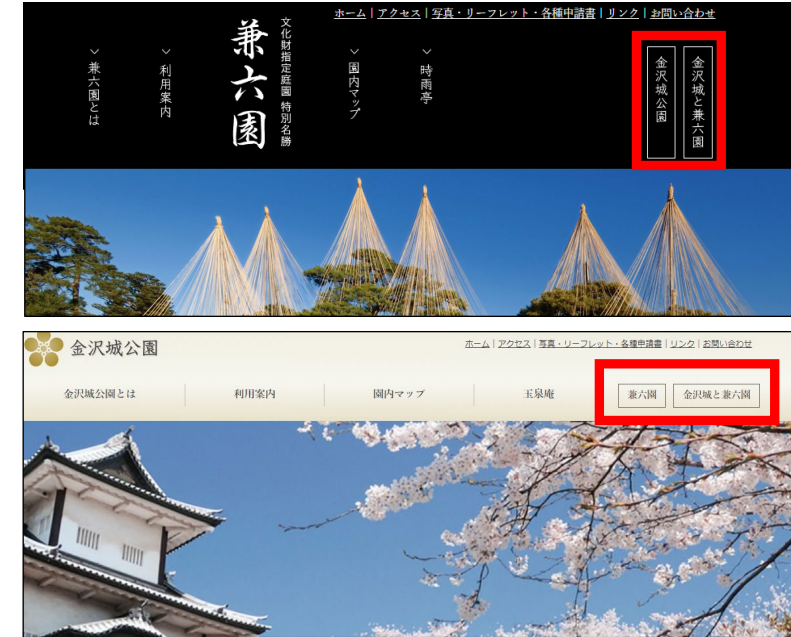 ホーム | アクセス | 写真・リーフレット・各種申請書 | リンク | お問い合わせ
金沢城と兼六園
金沢城公園
時雨亭
園内マップ
文化財指定庭園 特別名勝
兼六園
利用案内
兼六園とは
金沢城公園
ホーム | アクセス | 写真・リーフレット・各種申請書 | リンク | お問い合わせ
金沢城公園とは
利用案内
園内マップ
玉泉庵
兼六園
金沢城と兼六園